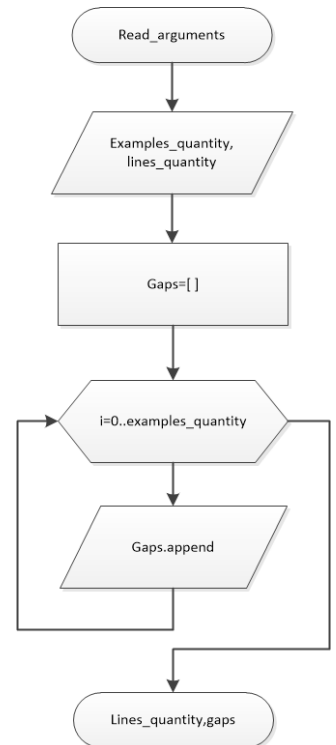 Read_arguments
Examples_quantity,
lines_quantity
Gaps=[ ]
i=0..examples_quantity
Gaps.append
Lines_quantity,gaps